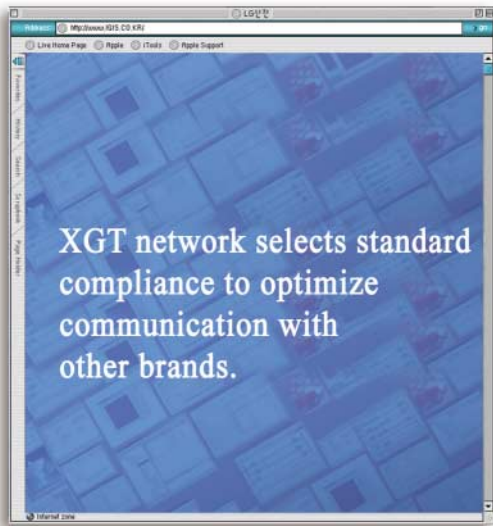 LG산전
Address: http://www.lGIS.CO.KR/
go
Live Home Page
Apple
iTools
Apple Support
Favorites
History
Search
Scrapbook
Page Holder
XGT network selects standard
compliance to optimize
communication with
other brands.
Internet zone